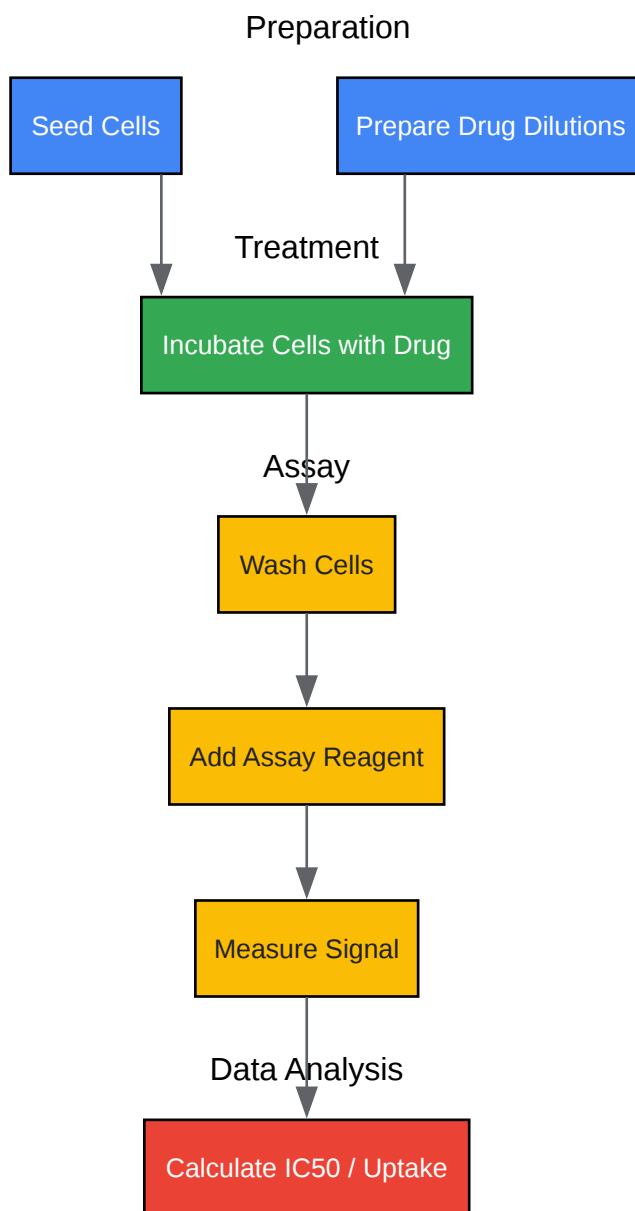 Preparation
Seed Cells
Prepare Drug Dilutions
Treatment
Incubate Cells with Drug
Assay
Wash Cells
Add Assay Reagent
Measure Signal
Data Analysis
Calculate IC50 / Uptake